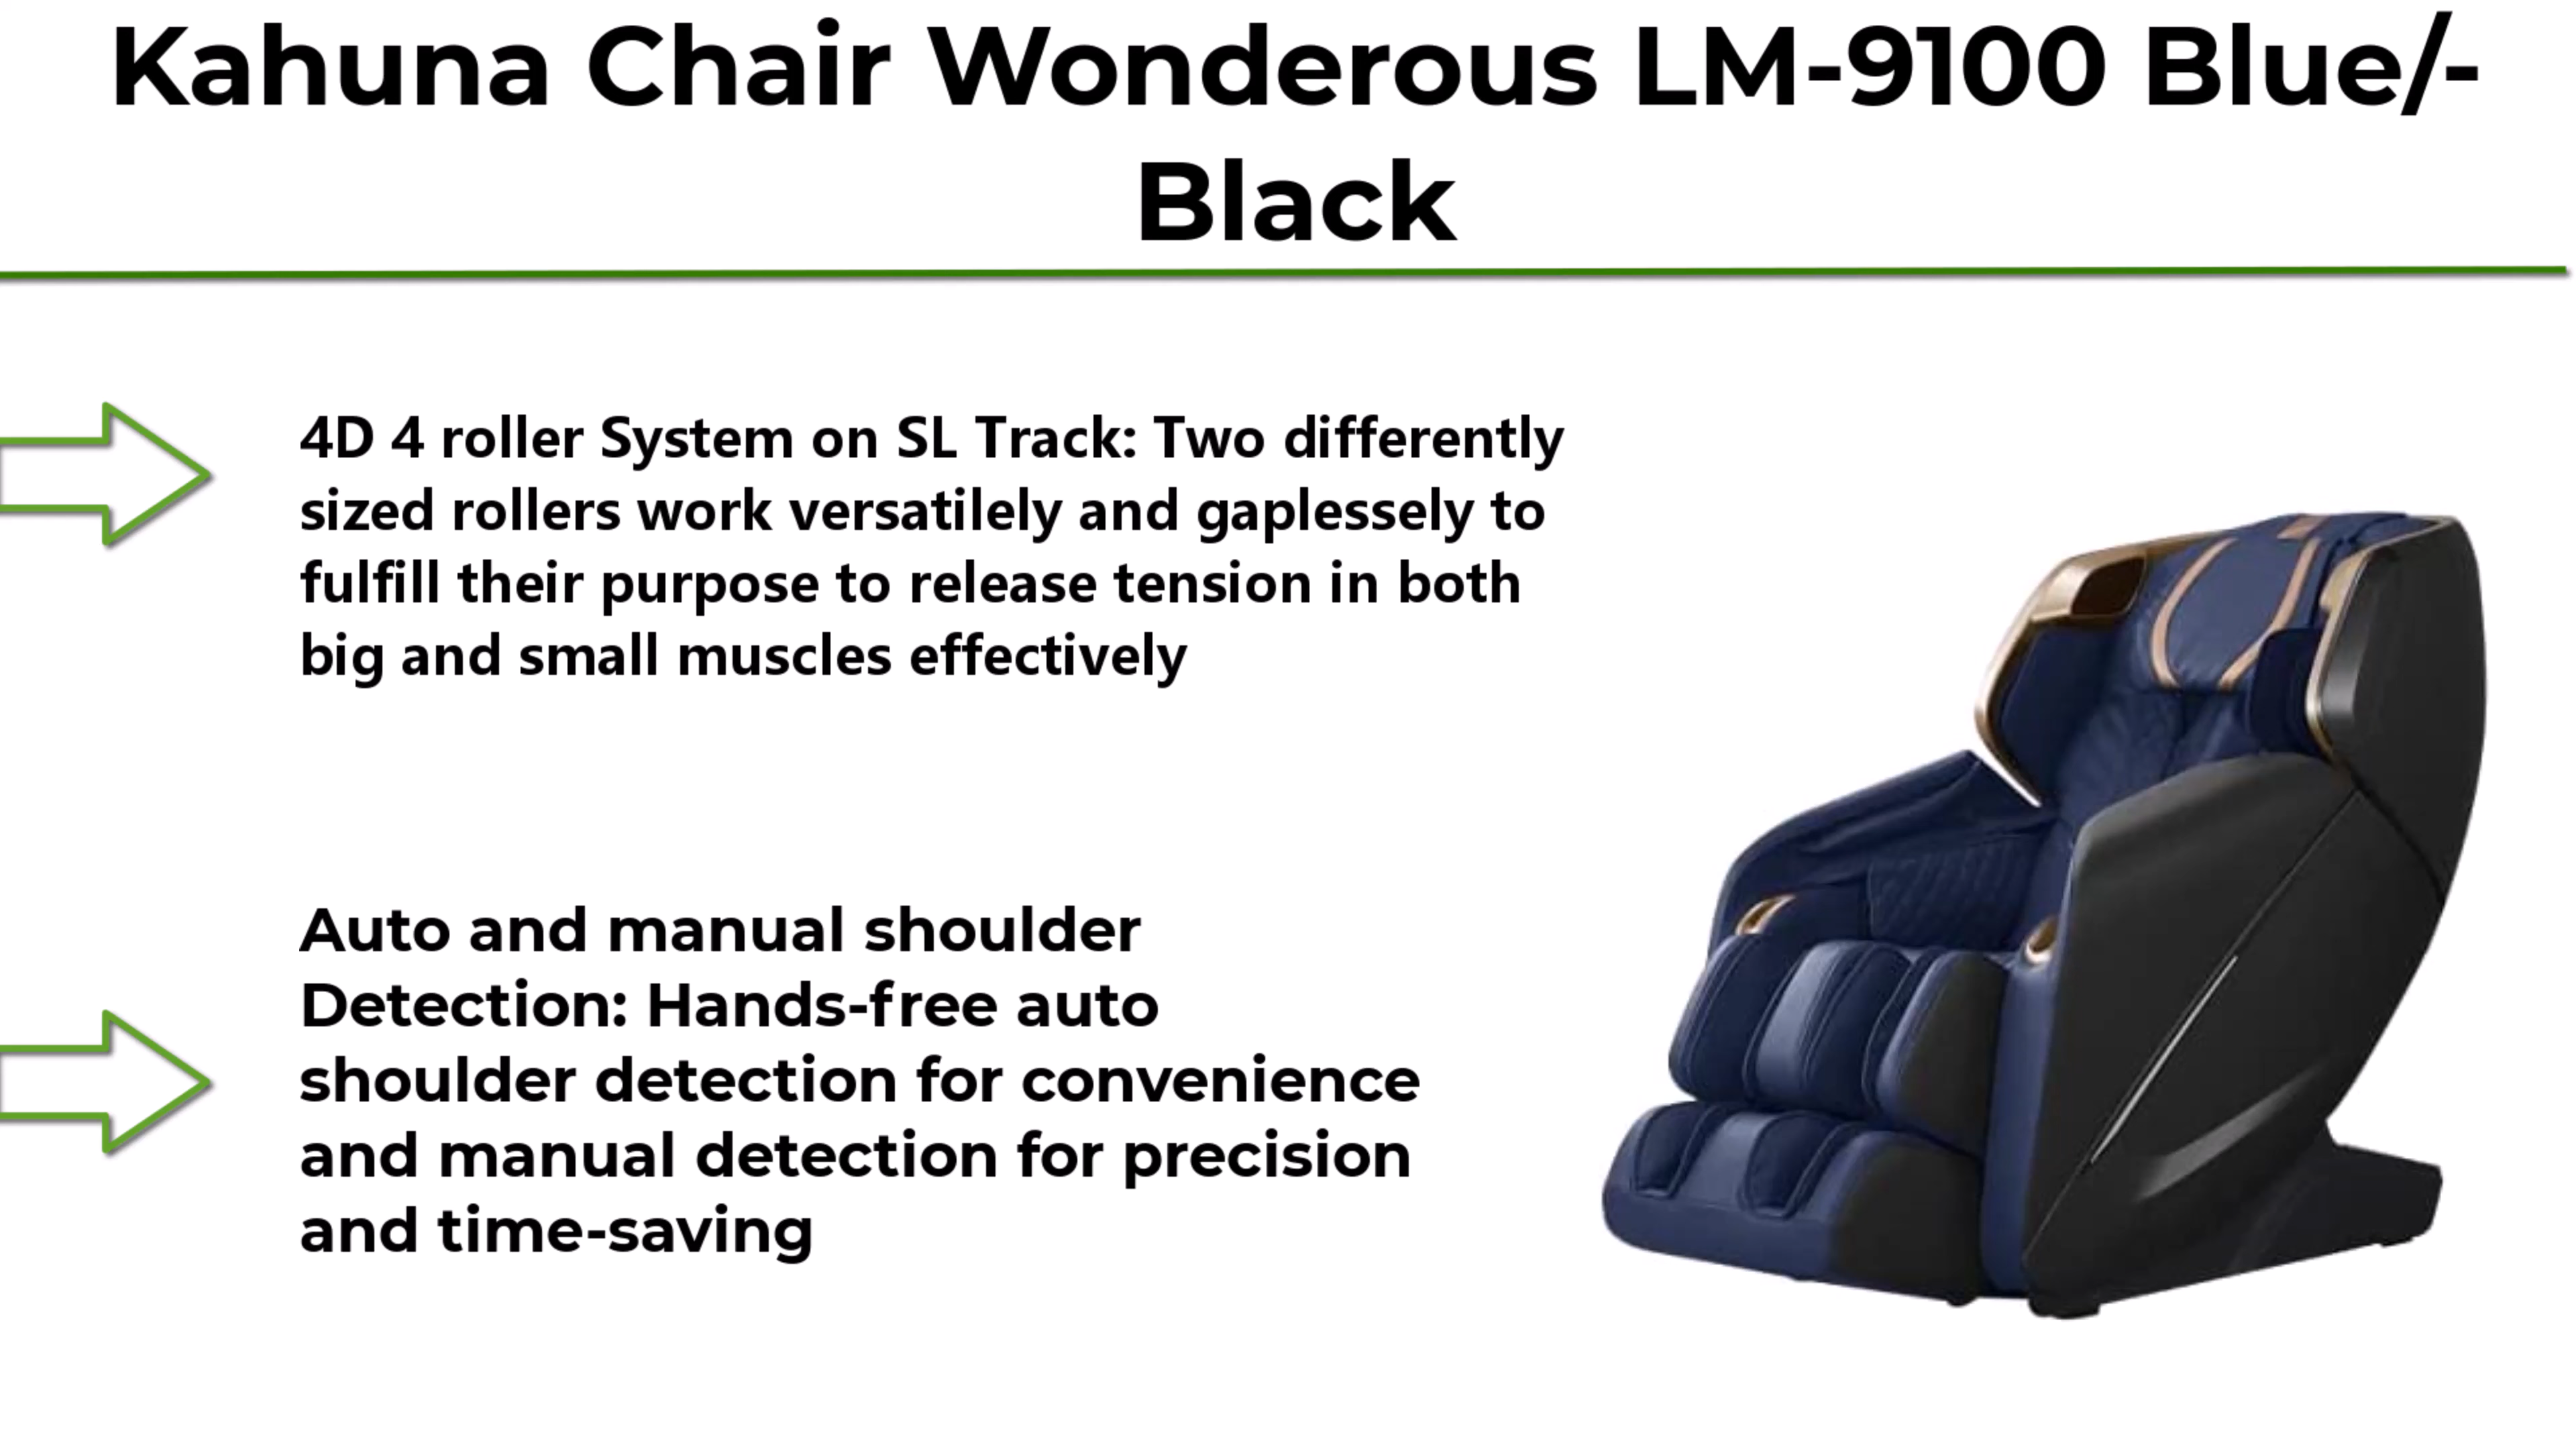 Kahuna Chair Wonderous LM-9100 Blue/-
Black
4D 4 roller System on SL Track: Two differently
sized rollers work versatilely and gaplessely to
fulfill their purpose to release tension in both
big and small muscles effectively
Auto and manual shoulder
Detection: Hands-free auto
shoulder detection for convenience
and manual detection for precision
and time-saving